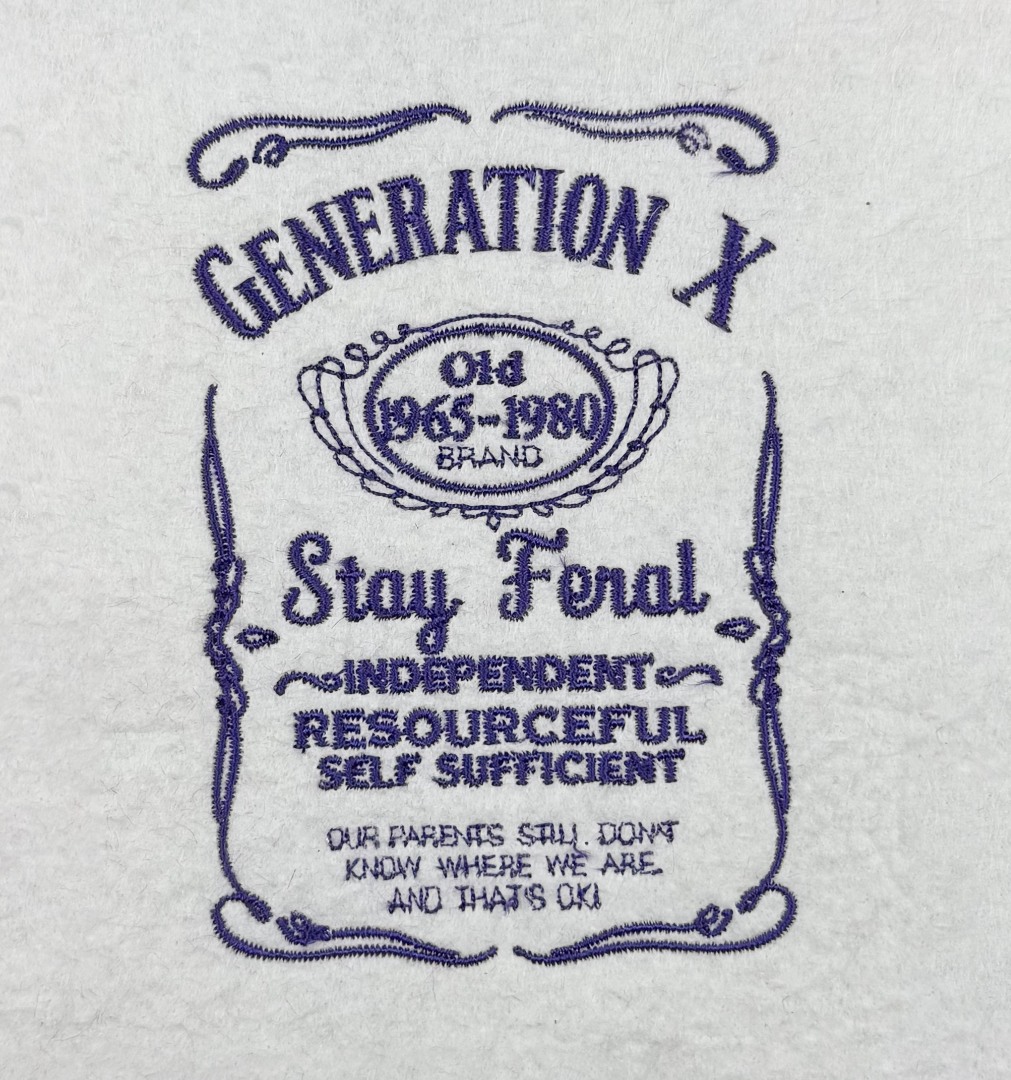 GENERATION X
Old
1965-1980
BRAND
Stay Feral
INDEPENDENT
RESOURCEFUL
SELF SUFFICIENT
OUR PARENTS STILL DON'T
KNOW WHERE WE ARE.
AND THAT'S OK!